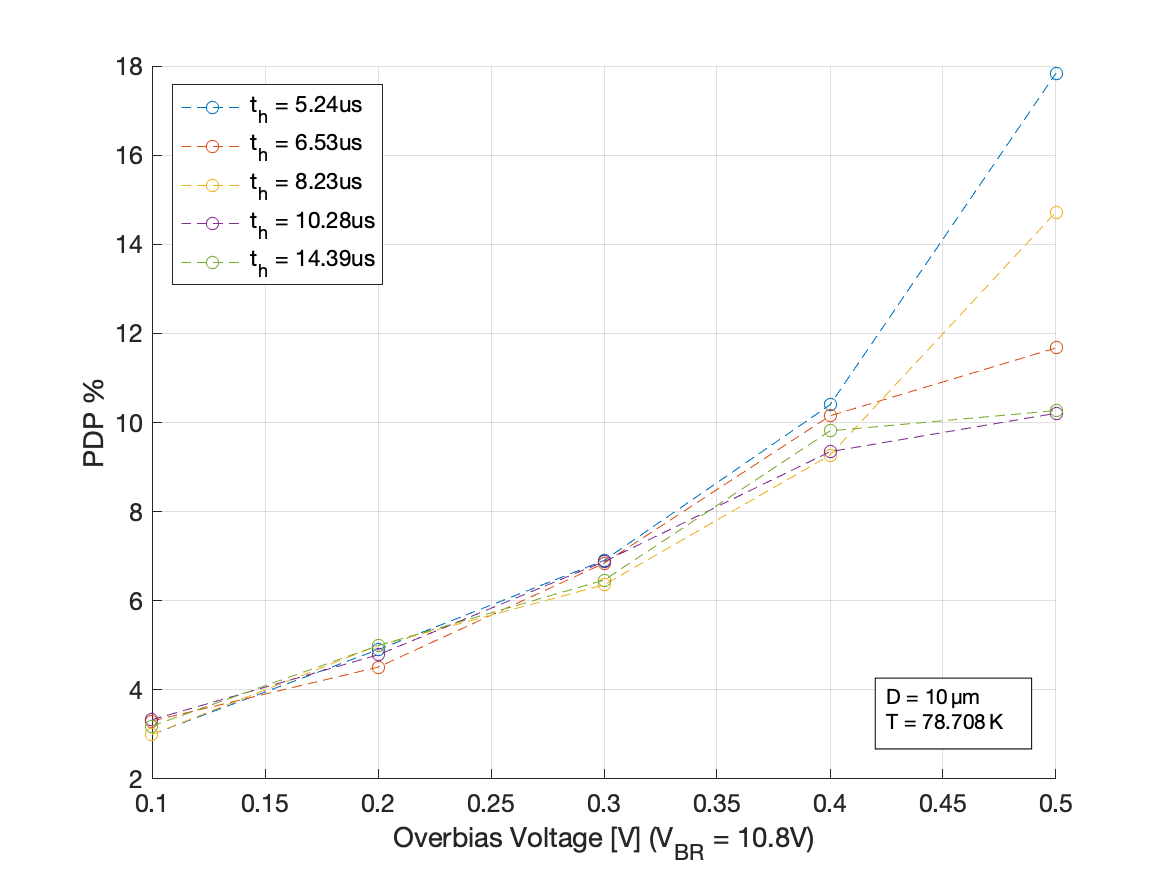 18
16
14
12
10
8
6
4
2
PDP %
t_h = 5.24us
t_h = 6.53us
t_h = 8.23us
t_h = 10.28us
t_h = 14.39us
D = 10 µm
T = 78.708 K
0.1 0.15 0.2 0.25 0.3 0.35 0.4 0.45 0.5
Overbias Voltage [V] (V_BR = 10.8V)